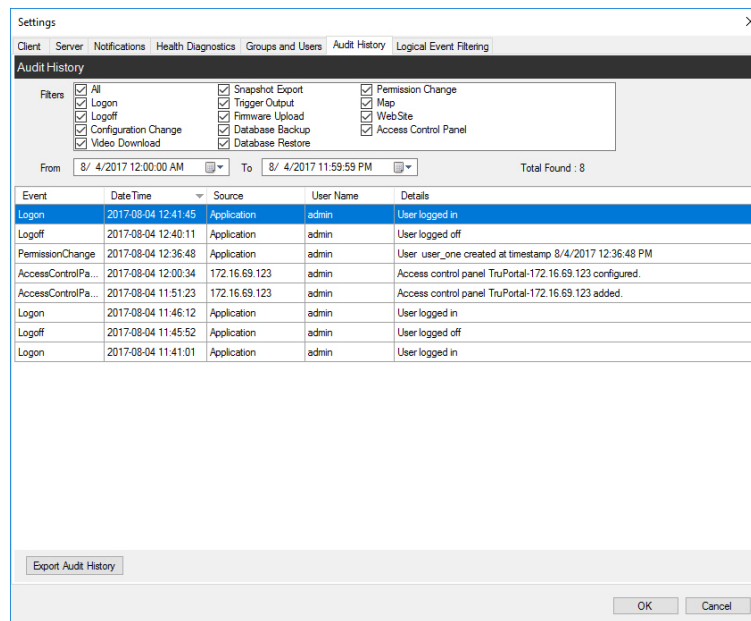 Settings
Client Server Notifications Health Diagnostics Groups and Users Audit History Logical Event Filtering
Audit History
Filters
All Snapshot Export Permission Change
Logon Trigger Output Map
Logoff Firmware Upload WebSite
Configuration Change Database Backup Access Control Panel
Video Download Database Restore
From 8/ 4/2017 12:00:00 AM To 8/ 4/2017 11:59:59 PM Total Found : 8
Event DateTime Source User Name Details
Logon 2017-08-04 12:41:45 Application admin User logged in
Logoff 2017-08-04 12:40:11 Application admin User logged off
PermissionChange 2017-08-04 12:36:48 Application admin User user_one created at timestamp 8/4/2017 12:36:48 PM
AccessControlPa... 2017-08-04 12:00:34 172.16.69.123 admin Access control panel TruPortal-172.16.69.123 configured.
AccessControlPa... 2017-08-04 11:51:23 172.16.69.123 admin Access control panel TruPortal-172.16.69.123 added.
Logon 2017-08-04 11:46:12 Application admin User logged in
Logoff 2017-08-04 11:45:52 Application admin User logged off
Logon 2017-08-04 11:41:01 Application admin User logged in
Export Audit History
OK Cancel